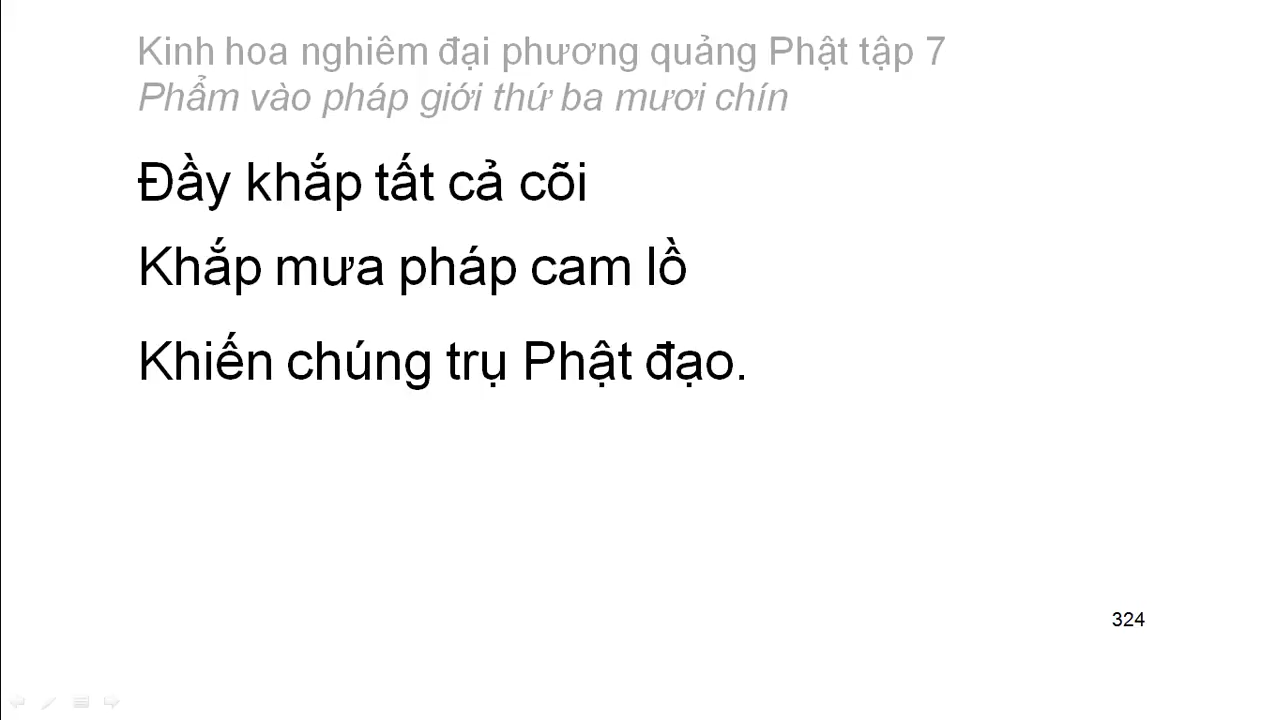 Kinh hoa nghiêm đại phương quảng Phật tập 7
Phẩm vào pháp giới thứ ba mươi chín
Đầy khắp tất cả cõi
Khắp mưa pháp cam lồ
Khiến chúng trụ Phật đạo.
324